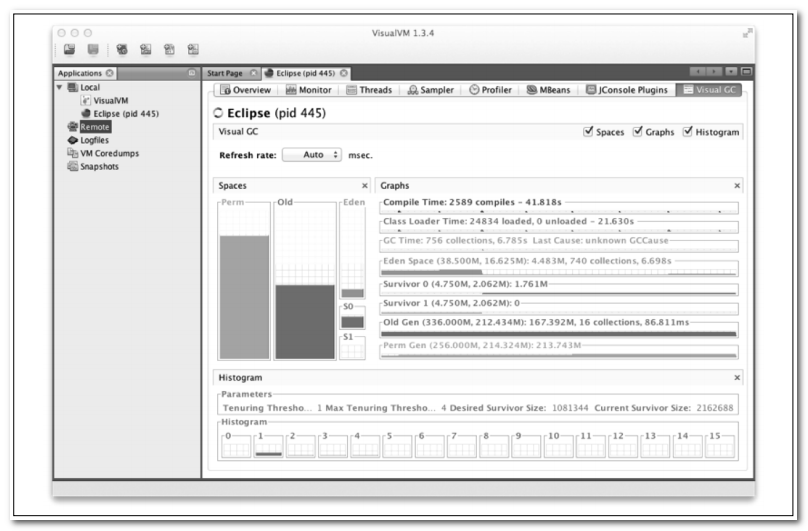 VisualVM 1.3.4
Applications
Local
VisualVM
Eclipse (pid 445)
Remote
Logfiles
VM Coredumps
Snapshots
Start Page Eclipse (pid 445)
Overview Monitor Threads Sampler Profiler MBeans JConsole Plugins Visual GC
Eclipse (pid 445)
Visual GC Spaces Graphs Histogram
Refresh rate: Auto msec.
Spaces
Perm Old Eden
S0
S1
Graphs
Compile Time: 2589 compiles - 41.818s
Class Loader Time: 24834 loaded, 0 unloaded - 21.630s
GC Time: 756 collections, 6.785s Last Cause: unknown GCCause
Eden Space (38.500M, 16.625M): 4.483M, 740 collections, 6.698s
Survivor 0 (4.750M, 2.062M): 1.761M
Survivor 1 (4.750M, 2.062M): 0
Old Gen (336.000M, 212.434M): 167.392M, 16 collections, 86.811ms
Perm Gen (256.000M, 214.324M): 213.743M
Histogram
Parameters
Tenuring Thresho... 1 Max Tenuring Thresho... 4 Desired Survivor Size: 1081344 Current Survivor Size: 2162688
Histogram
0 1 2 3 4 5 6 7 8 9 10 11 12 13 14 15